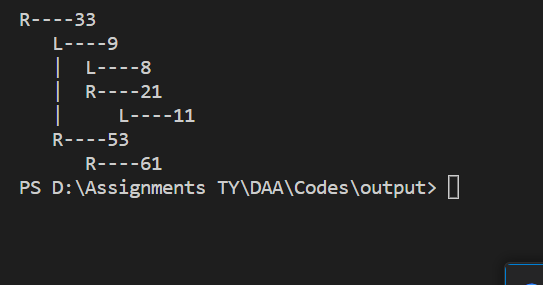 R----33
   L----9
   |  L----8
   |  R----21
   |     L----11
   R----53
      R----61
PS D:\Assignments TY\DAA\Codes\output>